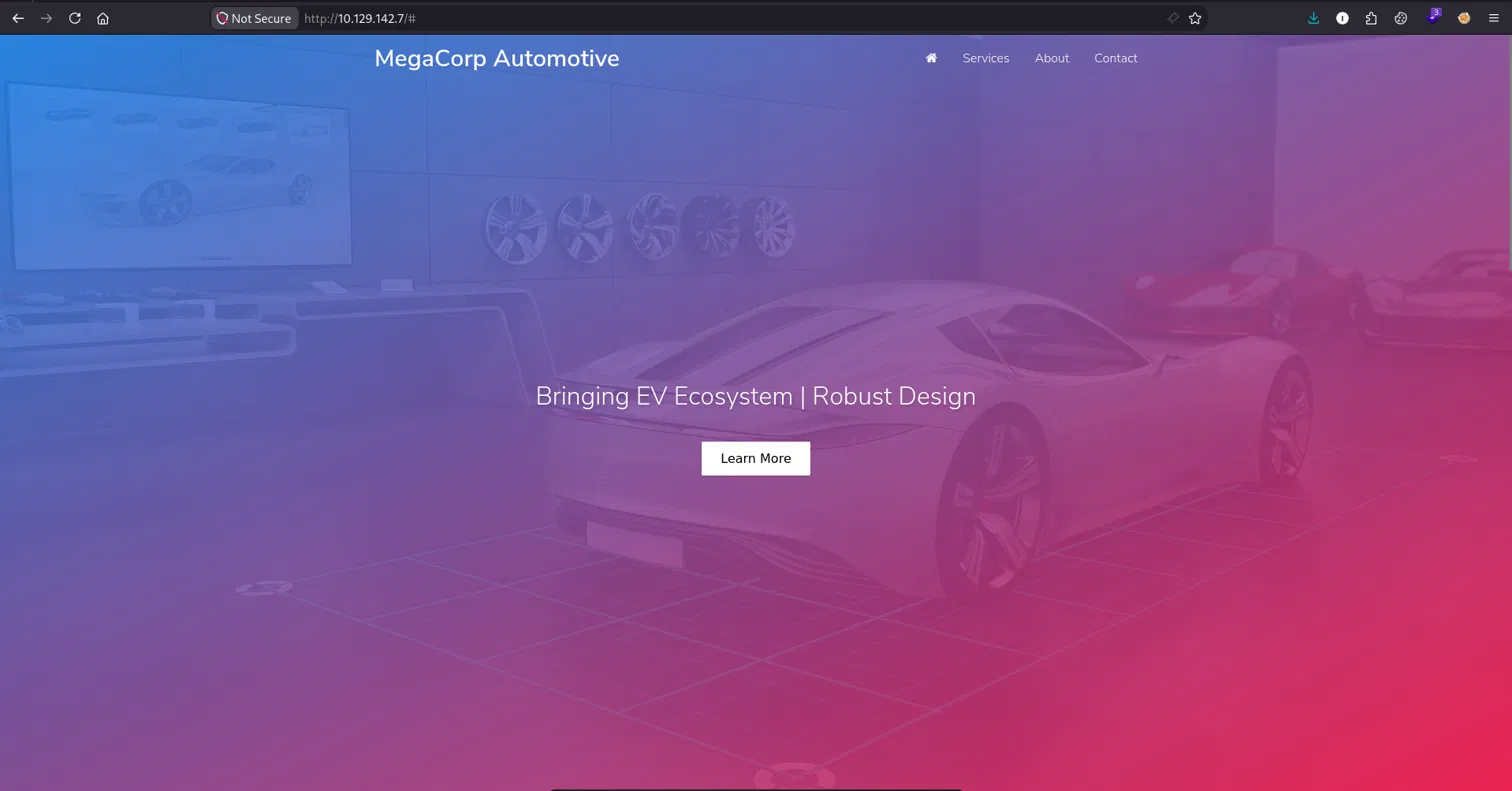 Not Secure http://10.129.142.7/#
3
MegaCorp Automotive
Services About Contact
Bringing EV Ecosystem | Robust Design
Learn More